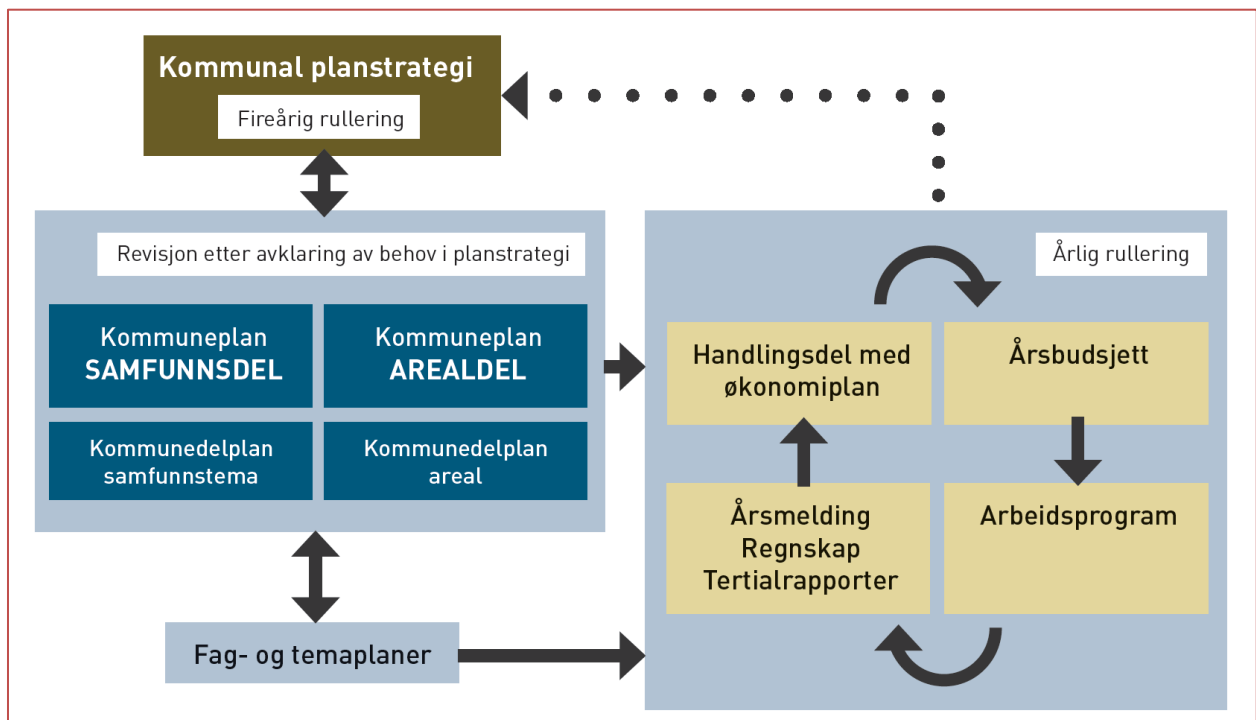 Kommunal planstrategi
Fireårig rullering
Revisjon etter avklaring av behov i planstrategi
Kommuneplan
SAMFUNNSDEL
Kommuneplan
AREALDEL
Kommunedelplan
samfunnstema
Kommunedelplan
areal
Fag- og temaplaner
Årlig rullering
Handlingsdel med
økonomiplan
Årsbudsjett
Årsmelding
Regnskap
Tertialrapporter
Arbeidsprogram